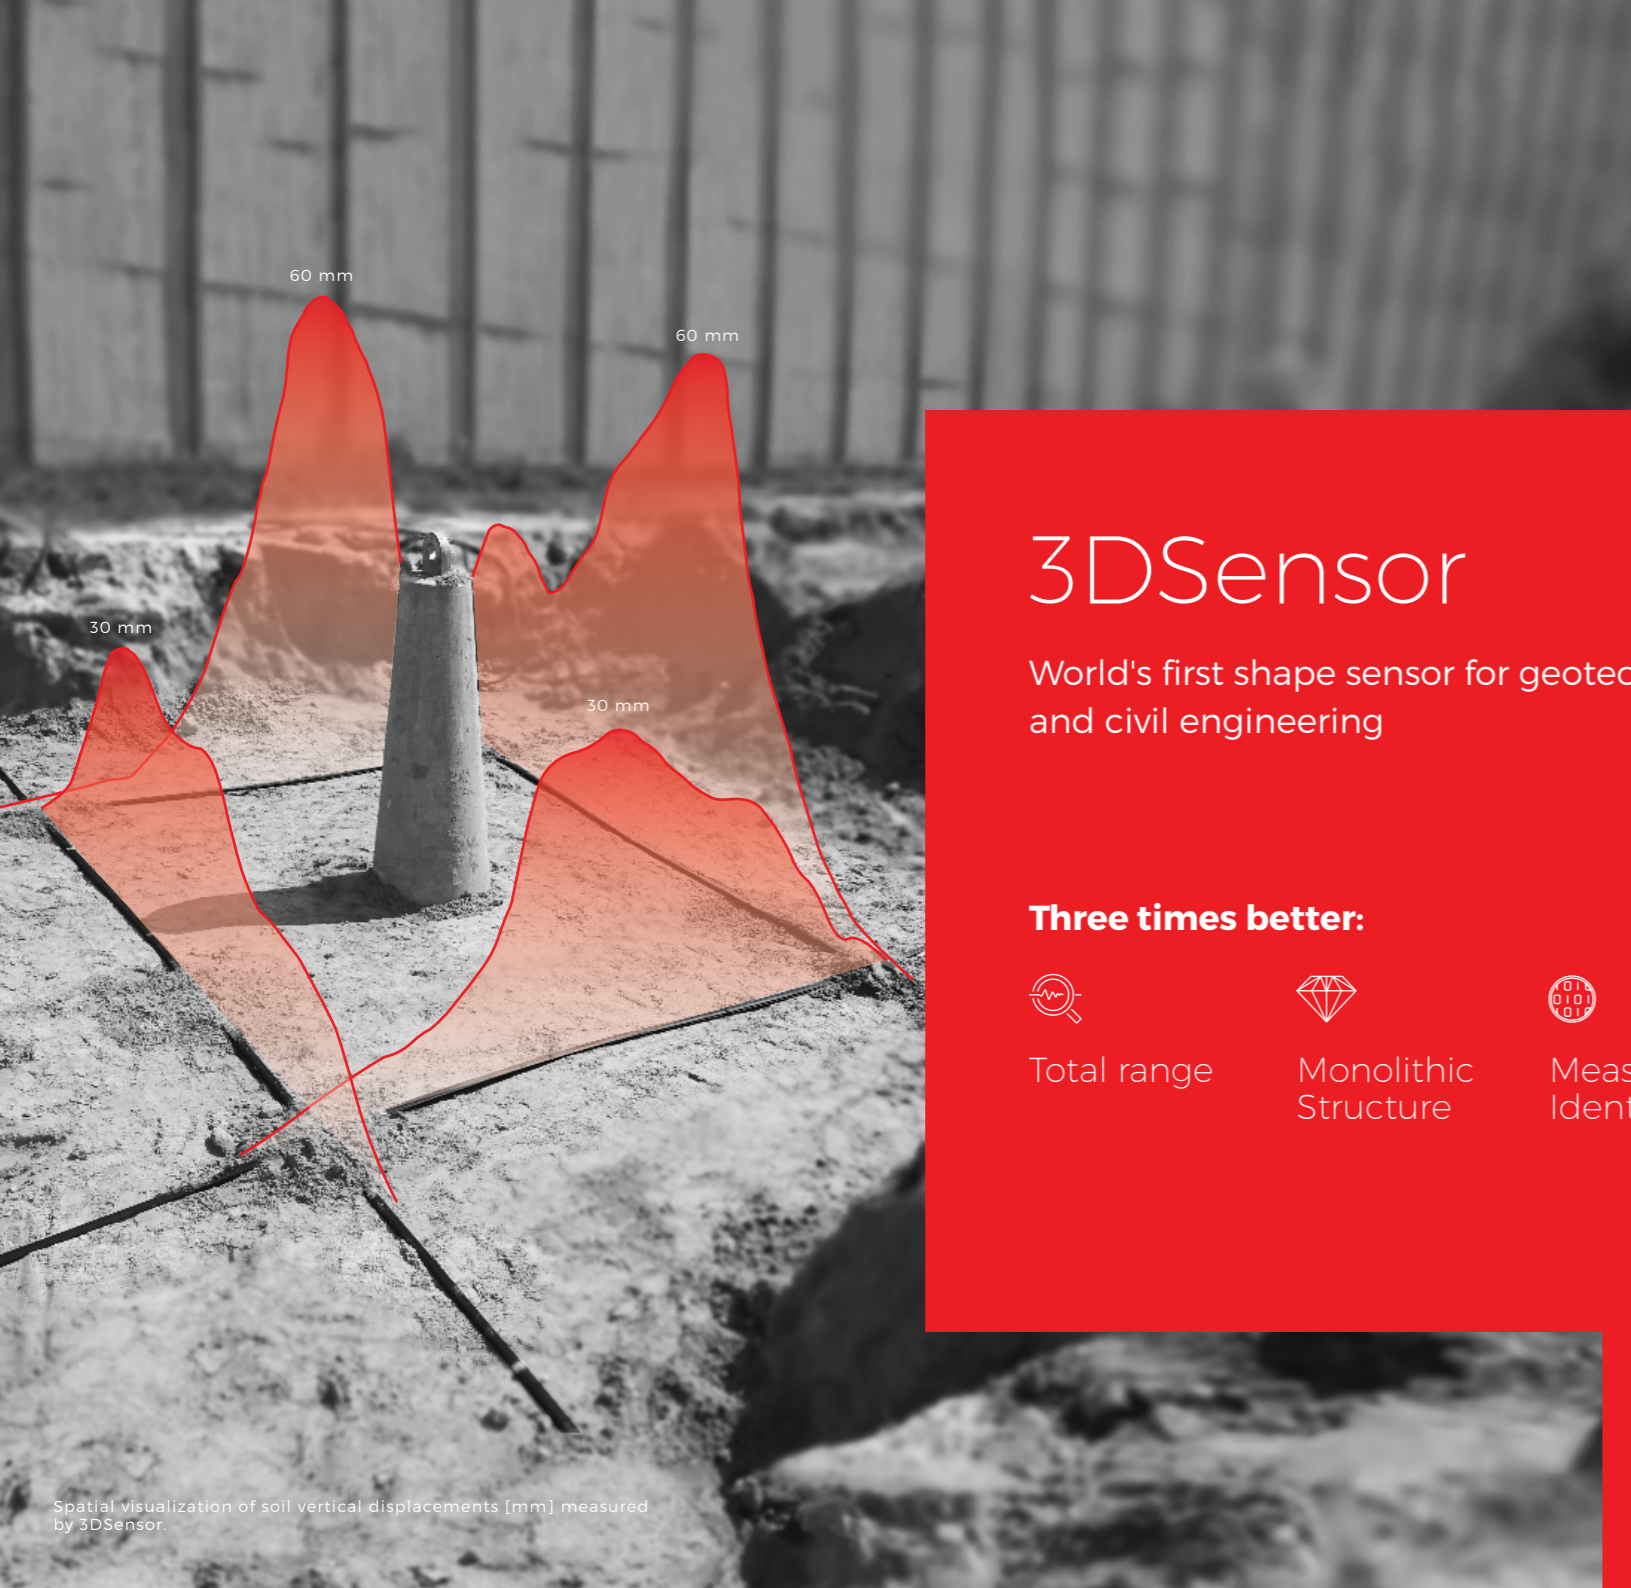 60 mm
60 mm
30 mm
30 mm
3DSensor
World's first shape sensor for
and civil engineering
Three times better:
Total range
Monolithic
Structure
Spatial visualization of soil vertical displacements [mm] measured
by 3DSensor.